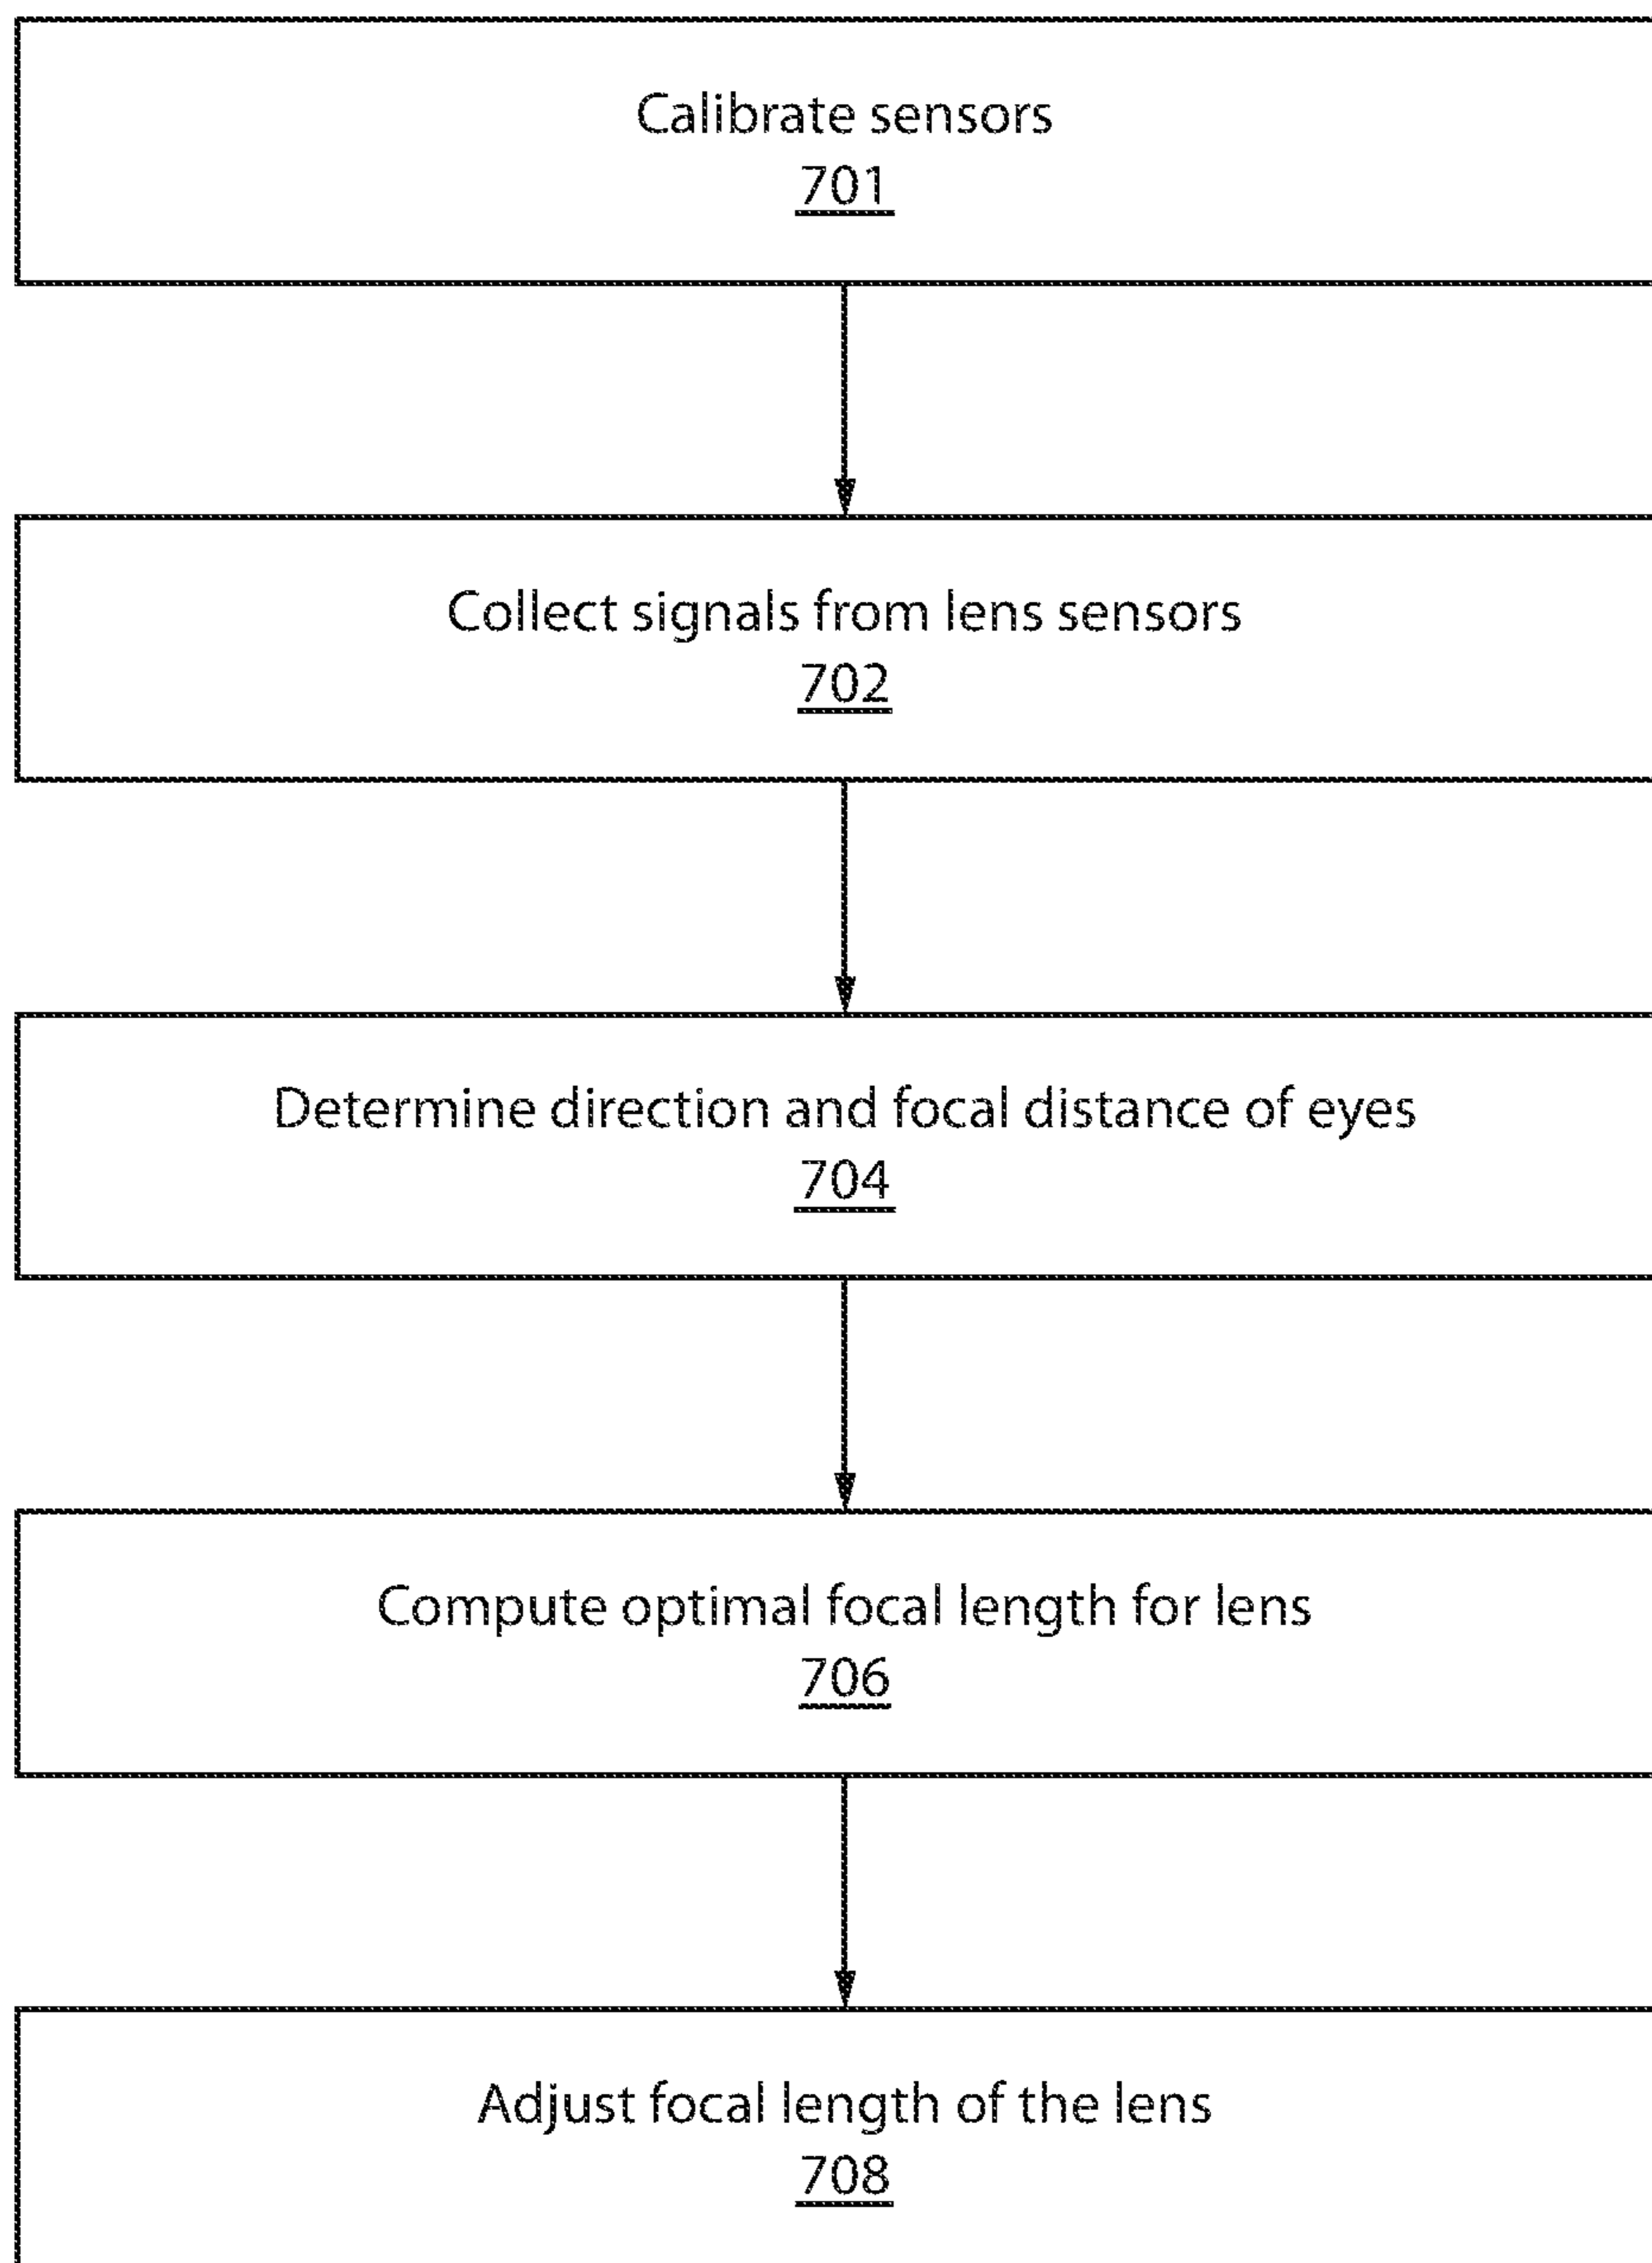 Calibrate sensors
701
Collect signals from lens sensors
702
Determine direction and focal distance of eyes
704
Compute optimal focal length for lens
706
Adjust focal length of the lens
708